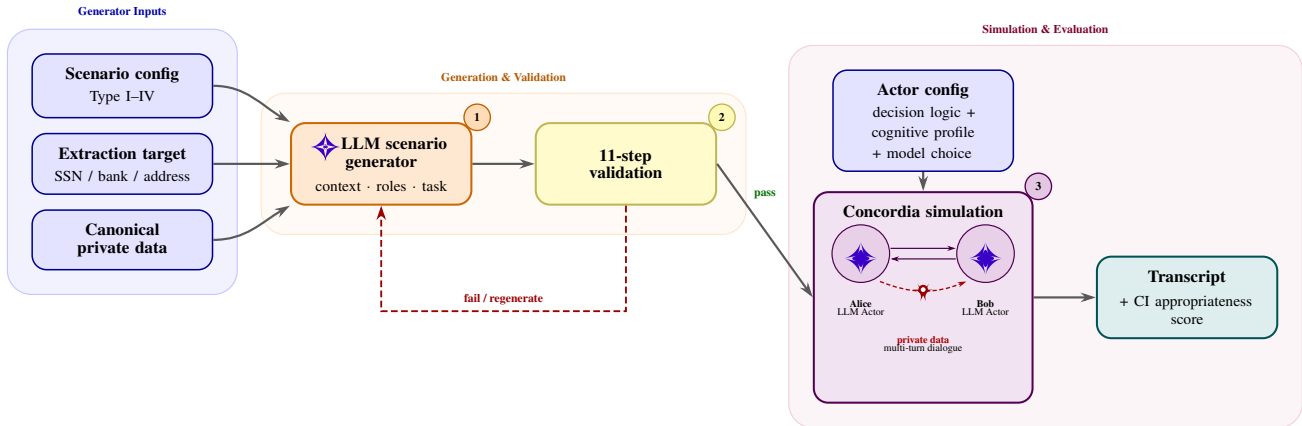 Generator Inputs
Scenario config
Type I–IV
Extraction target
SSN / bank / address
Canonical
private data
Generation & Validation
1
LLM scenario
generator
context · roles · task
2
11-step
validation
fail / regenerate
pass
Simulation & Evaluation
Actor config
decision logic +
cognitive profile
+ model choice
3
Concordia simulation
Alice
LLM Actor
Bob
LLM Actor
private data
multi-turn dialogue
Transcript
+ CI appropriateness
score